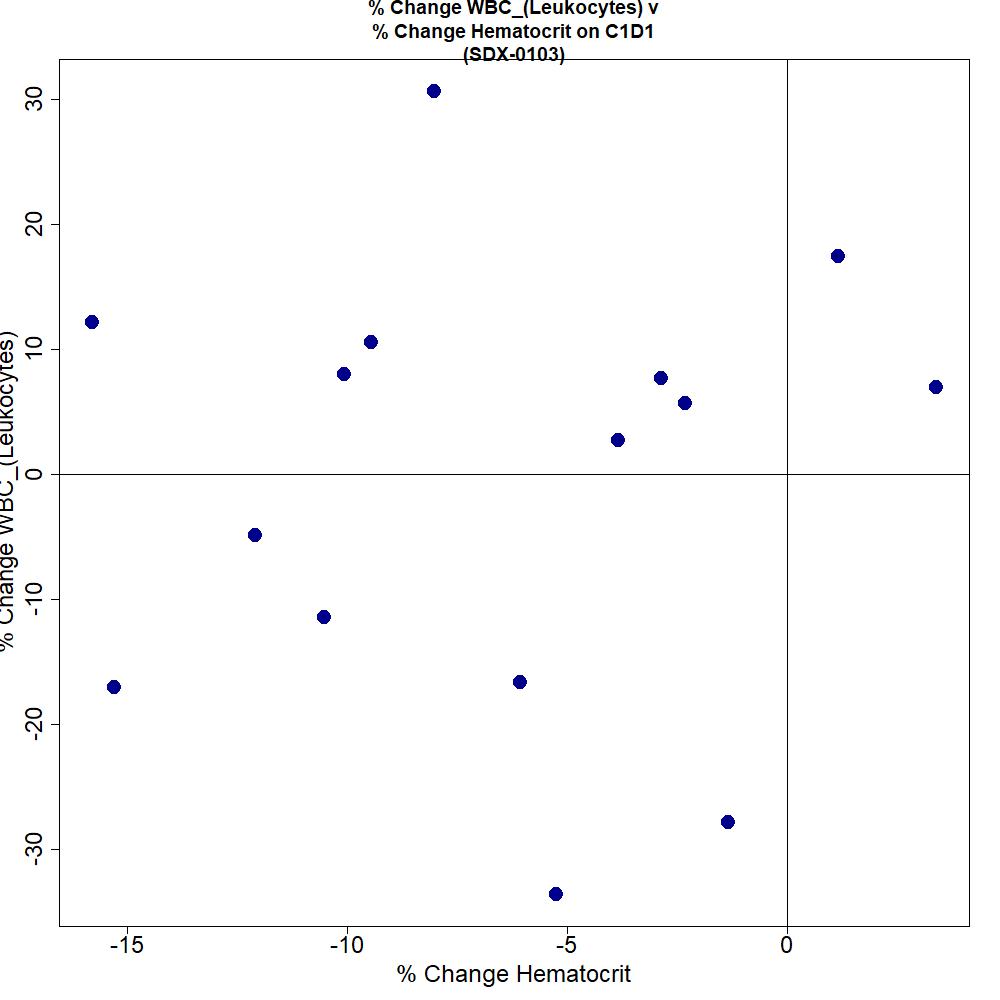 % Change WBC_(Leukocytes) v
% Change Hematocrit on C1D1
(SDX-0103)
% Change WBC_(Leukocytes)
30
20
10
0
-10
-20
-30
-15
-10
-5
0
% Change Hematocrit